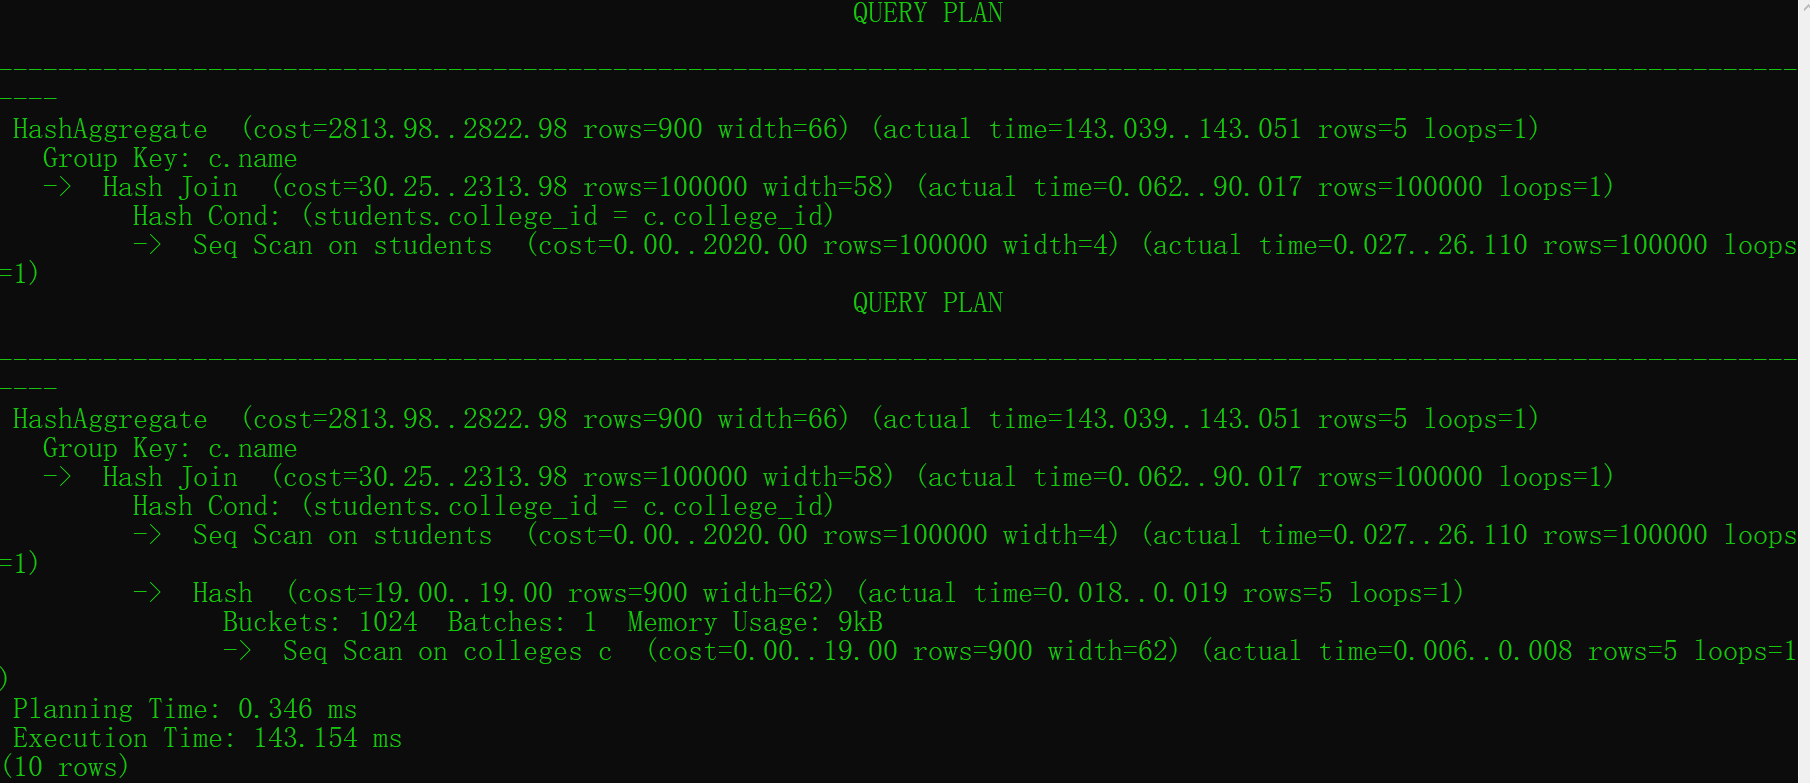 QUERY PLAN
------------------------------------------------------------------------------------------------------------------------
----
HashAggregate  (cost=2813.98..2822.98 rows=900 width=66) (actual time=143.039..143.051 rows=5 loops=1)
Group Key: c.name
->  Hash Join  (cost=30.25..2313.98 rows=100000 width=58) (actual time=0.062..90.017 rows=100000 loops=1)
Hash Cond: (students.college_id = c.college_id)
->  Seq Scan on students  (cost=0.00..2020.00 rows=100000 width=4) (actual time=0.027..26.110 rows=100000 loops
=1)
QUERY PLAN
------------------------------------------------------------------------------------------------------------------------
----
HashAggregate  (cost=2813.98..2822.98 rows=900 width=66) (actual time=143.039..143.051 rows=5 loops=1)
Group Key: c.name
->  Hash Join  (cost=30.25..2313.98 rows=100000 width=58) (actual time=0.062..90.017 rows=100000 loops=1)
Hash Cond: (students.college_id = c.college_id)
->  Seq Scan on students  (cost=0.00..2020.00 rows=100000 width=4) (actual time=0.027..26.110 rows=100000 loops
=1)
->  Hash  (cost=19.00..19.00 rows=900 width=62) (actual time=0.018..0.019 rows=5 loops=1)
Buckets: 1024  Batches: 1  Memory Usage: 9kB
->  Seq Scan on colleges c  (cost=0.00..19.00 rows=900 width=62) (actual time=0.006..0.008 rows=5 loops=1
)
Planning Time: 0.346 ms
Execution Time: 143.154 ms
(10 rows)